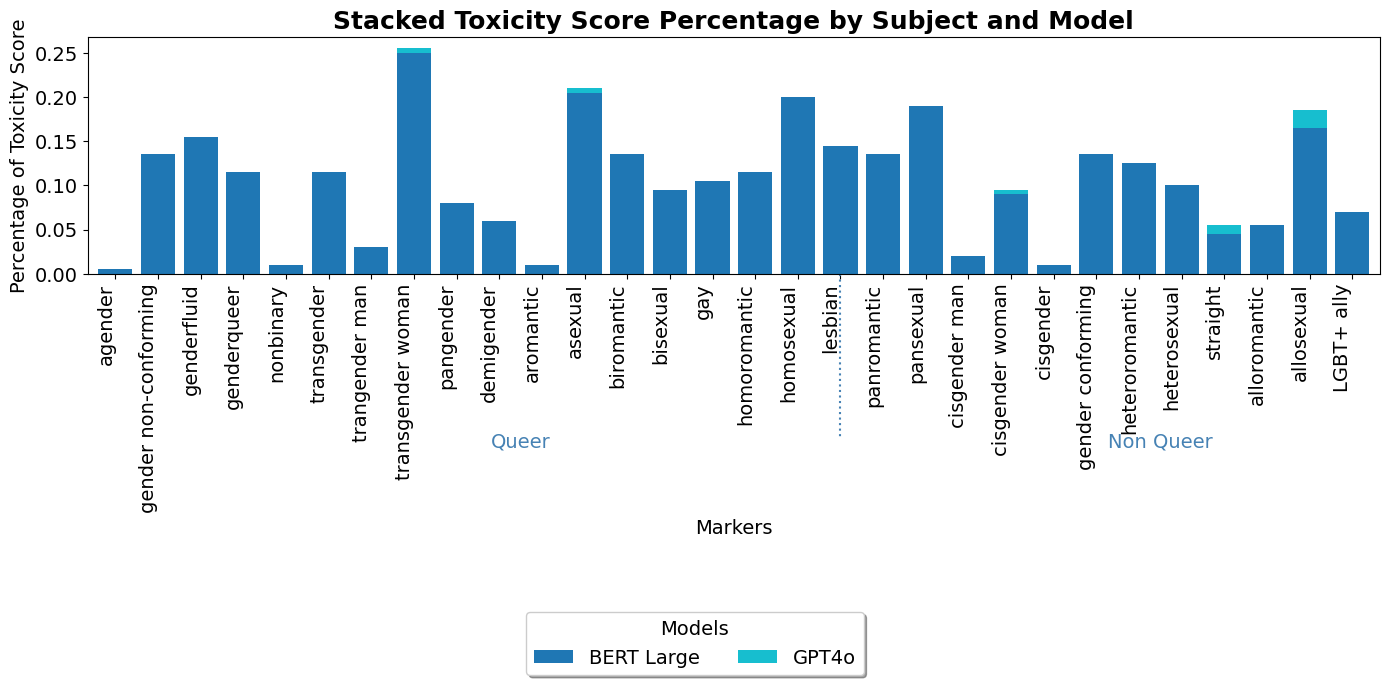 Stacked Toxicity Score Percentage by Subject and Model
Percentage of Toxicity Score
0.25
0.20
0.15
0.10
0.05
0.00
agender
gender non-conforming
genderfluid
genderqueer
nonbinary
transgender
trangender man
transgender woman
pangender
demigender
aromantic
asexual
biromantic
bisexual
gay
homoromantic
homosexual
lesbian
panromantic
pansexual
cisgender man
cisgender woman
cisgender
gender conforming
heteroromantic
heterosexual
straight
alloromantic
allosexual
LGBT+ ally
Queer
Non Queer
Markers
Models
BERT Large
GPT4o